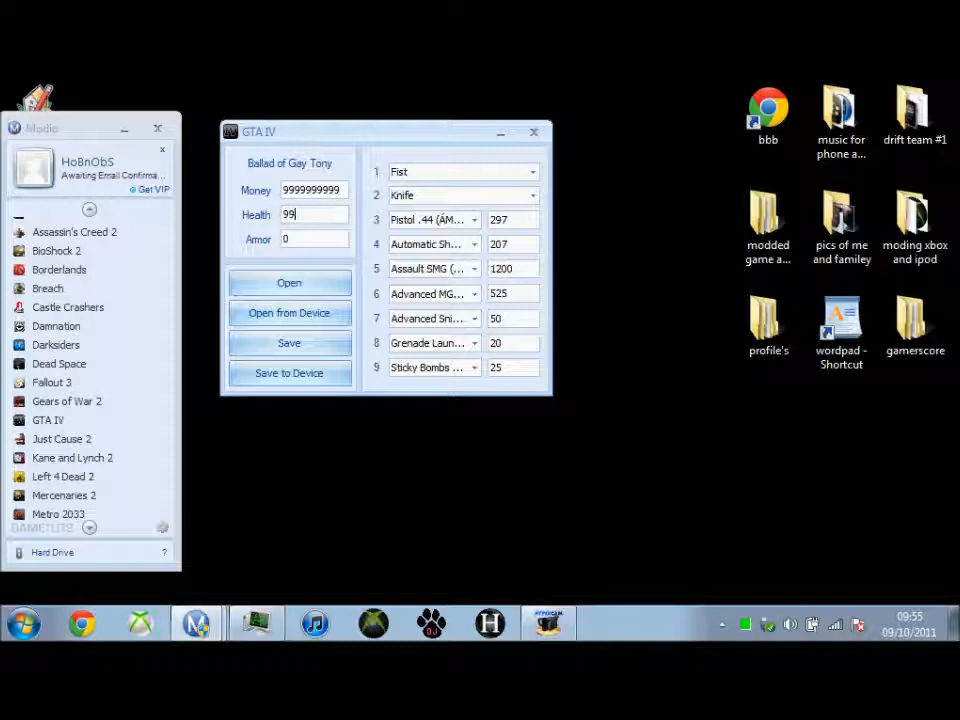 Modio
HoBnObS
Awaiting Email Confirma...
Get VIP
Assassin's Creed 2
BioShock 2
Borderlands
Breach
Castle Crashers
Damnation
Darksiders
Dead Space
Fallout 3
Gears of War 2
GTA IV
Just Cause 2
Kane and Lynch 2
Left 4 Dead 2
Mercenaries 2
Metro 2033
GAMETUTS
Hard Drive ?
GTA IV
Ballad of Gay Tony
Money 9999999999
Health 99
Armor 0
Open
Open from Device
Save
Save to Device
1 Fist
2 Knife
3 Pistol .44 (ÁM... 297
4 Automatic Sh... 207
5 Assault SMG (... 1200
6 Advanced MG... 525
7 Advanced Sni... 50
8 Grenade Laun... 20
9 Sticky Bombs ... 25
bbb
music for
phone a...
drift team #1
modded
game a...
pics of me
and familey
moding xbox
and ipod
profile's
wordpad -
Shortcut
gamerscore
DJ
H
HYPERCAM
09:55
09/10/2011